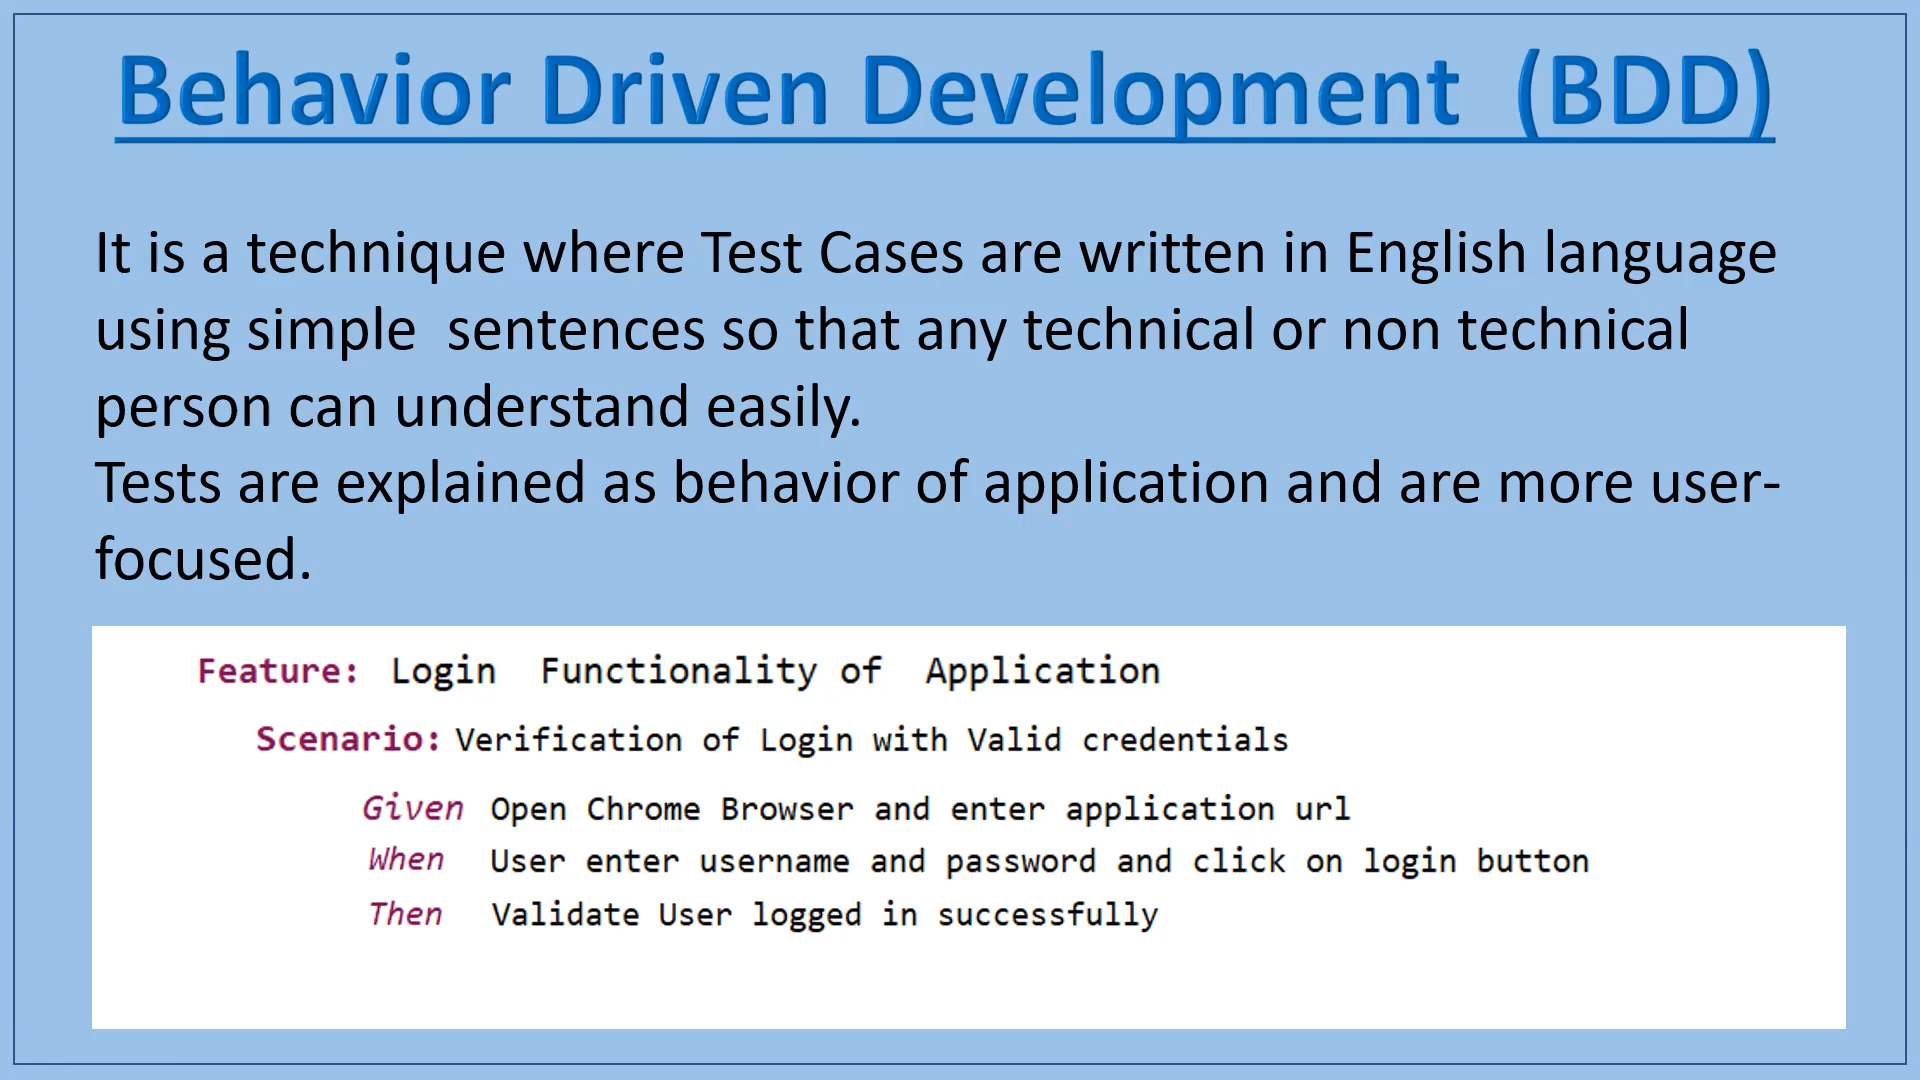 Behavior Driven Development  (BDD)
It is a technique where Test Cases are written in English language
using simple  sentences so that any technical or non technical
person can understand easily.
Tests are explained as behavior of application and are more user-
focused.
Feature: Login  Functionality of  Application
Scenario: Verification of Login with Valid credentials
Given Open Chrome Browser and enter application url
When User enter username and password and click on login button
Then Validate User logged in successfully